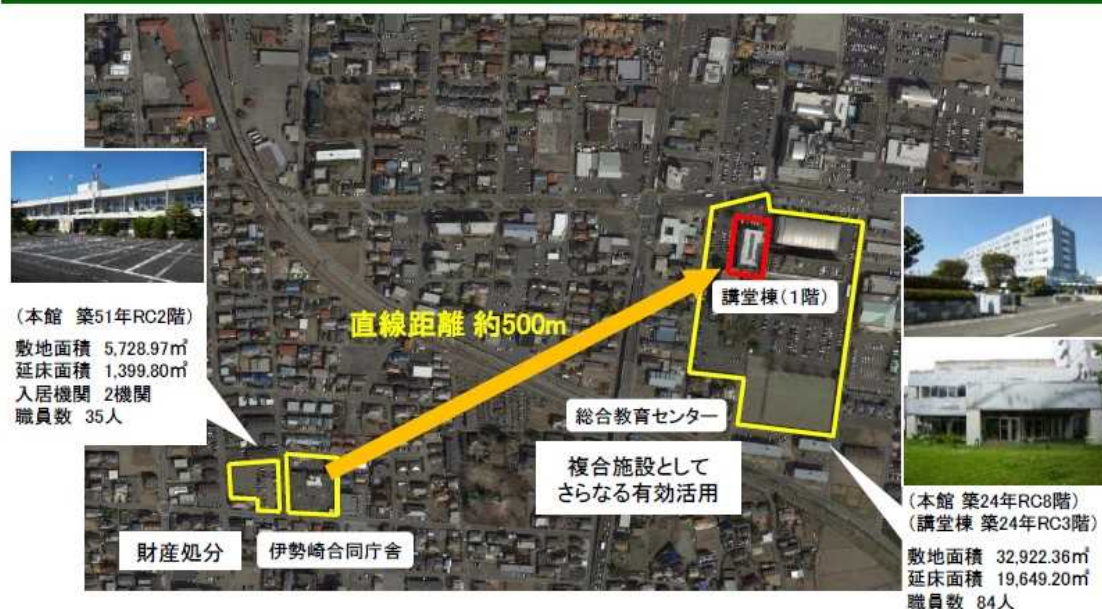 (本館 築51年RC2階)
敷地面積 5,728.97㎡
延床面積 1,399.80㎡
入居機関 2機関
職員数 35人
直線距離 約500m
講堂棟(1階)
総合教育センター
複合施設として
さらなる有効活用
財産処分
伊勢崎合同庁舎
(本館 築24年RC8階)
(講堂棟 築24年RC3階)
敷地面積 32,922.36㎡
延床面積 19,649.20㎡
職員数 84人